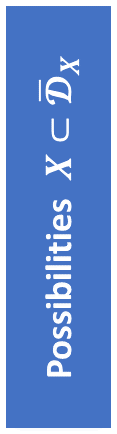 Possibilities 𝑿 ⊂ 𝓓̅_𝑿